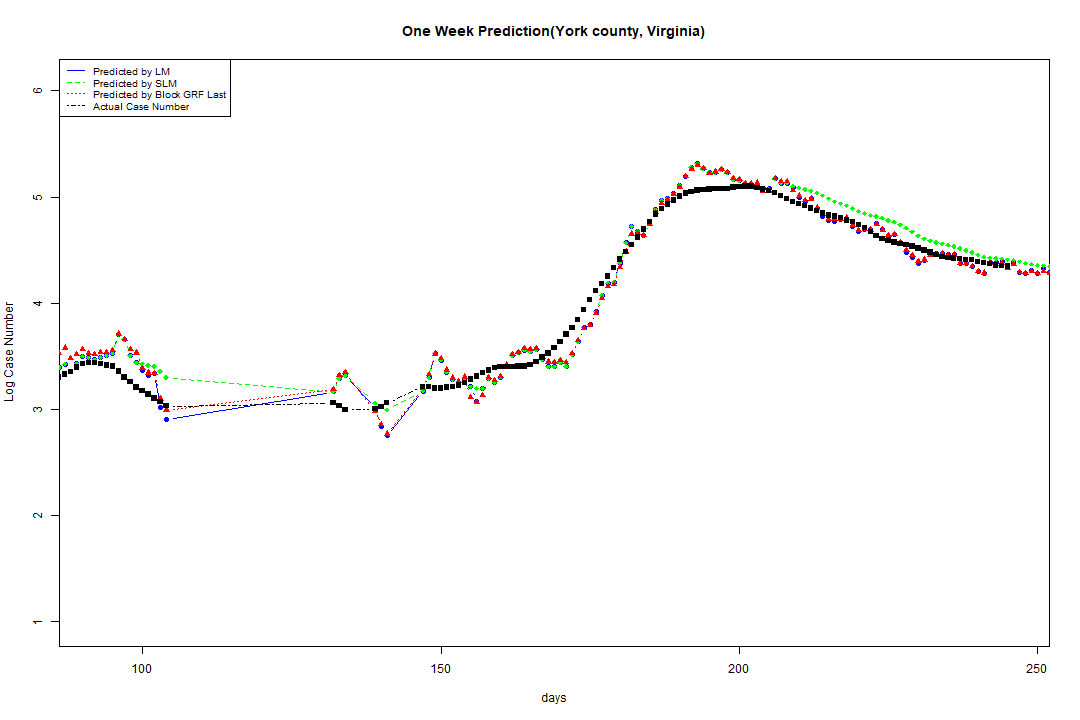 One Week Prediction(York county, Virginia)
Predicted by LM
Predicted by SLM
Predicted by Block GRF Last
Actual Case Number
6
5
4
3
2
1
Log Case Number
100 150 200 250
days